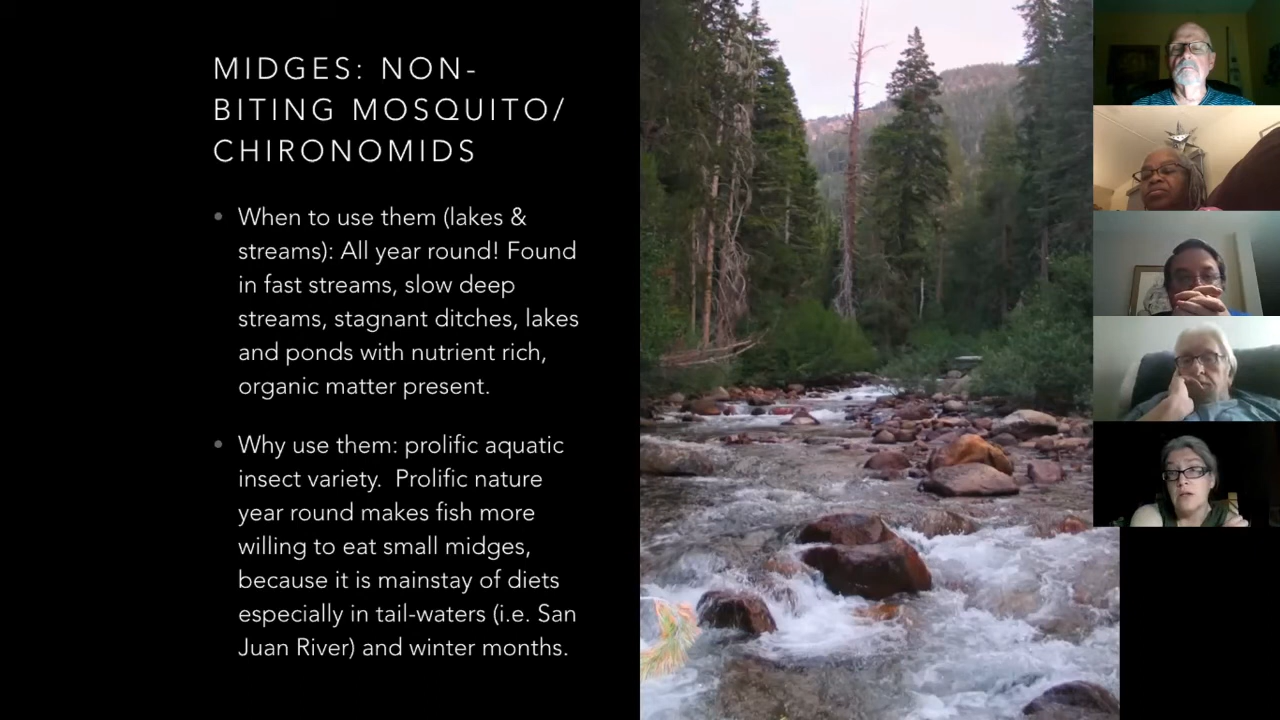 MIDGES: NON-
BITING MOSQUITO/
CHIRONOMIDS
• When to use them (lakes &
streams): All year round! Found
in fast streams, slow deep
streams, stagnant ditches, lakes
and ponds with nutrient rich,
organic matter present.
• Why use them: prolific aquatic
insect variety.  Prolific nature
year round makes fish more
willing to eat small midges,
because it is mainstay of diets
especially in tail-waters (i.e. San
Juan River) and winter months.